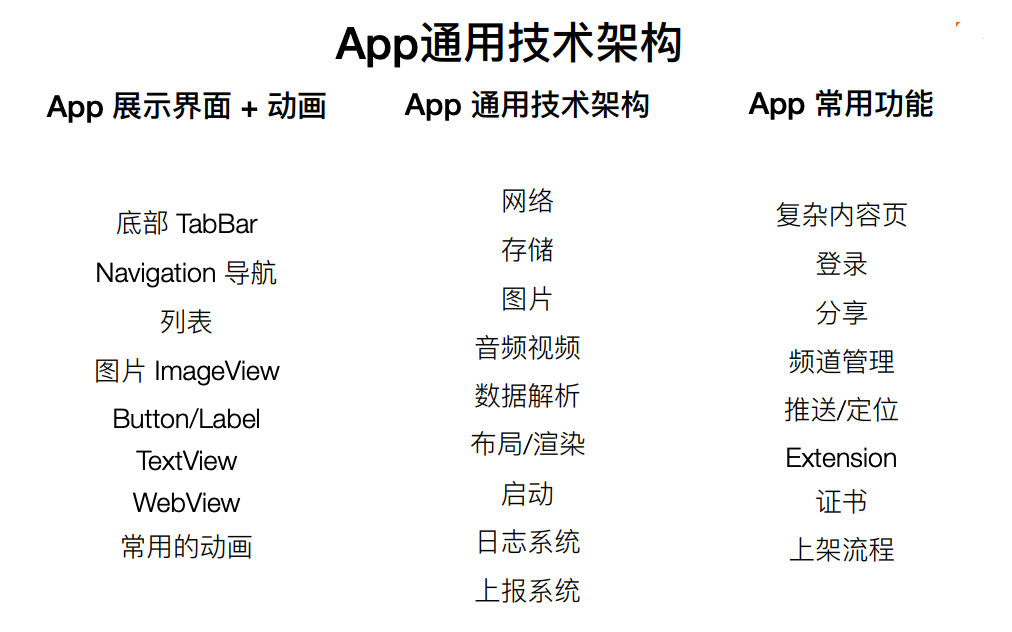 App通用技术架构
App 展示界面 + 动画
底部 TabBar
Navigation 导航
列表
图片 ImageView
Button/Label
TextView
WebView
常用的动画
App 通用技术架构
网络
存储
图片
音频视频
数据解析
布局/渲染
启动
日志系统
上报系统
App 常用功能
复杂内容页
登录
分享
频道管理
推送/定位
Extension
证书
上架流程